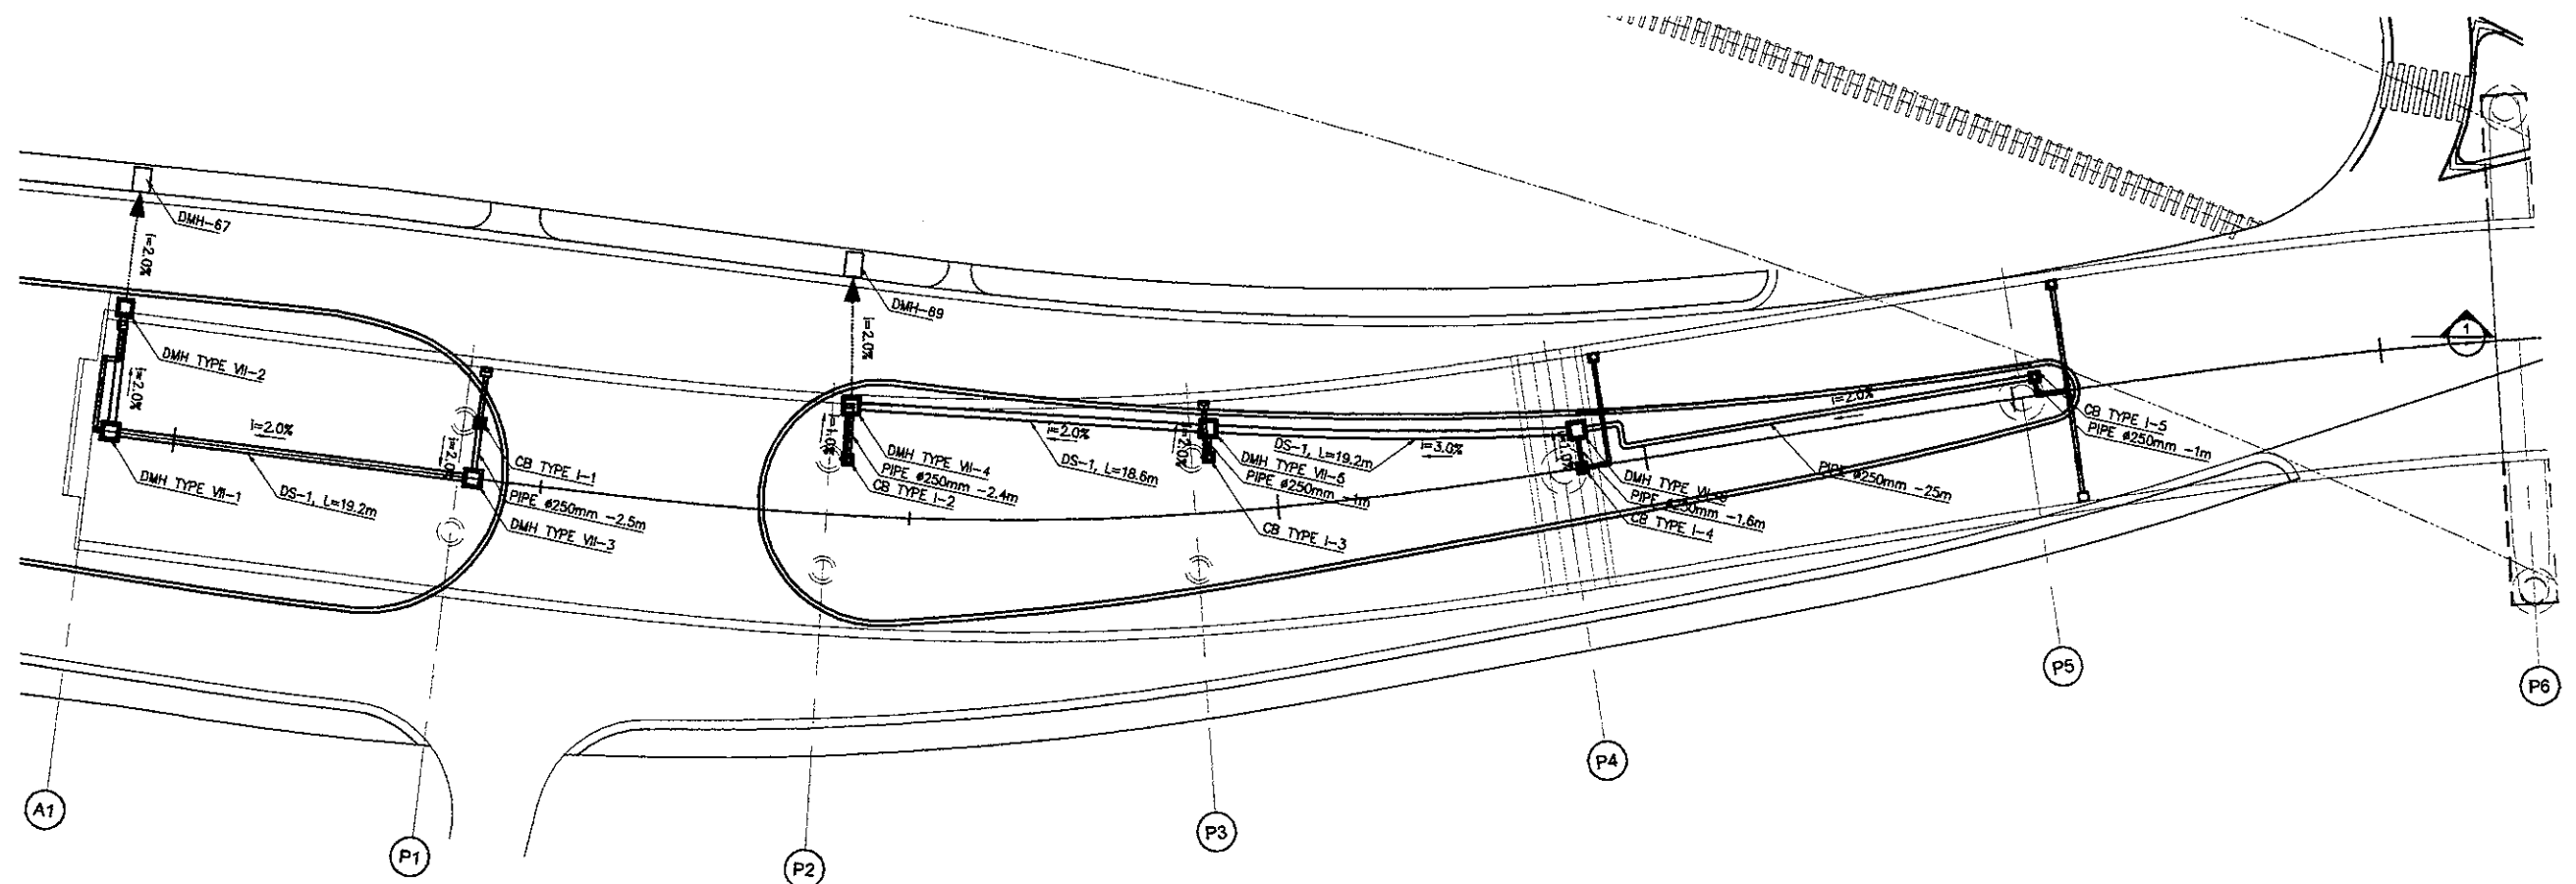 DMH-67
i=2.0%
DMH-89
i=2.0%
DMH TYPE VII-2
i=2.0%
DMH TYPE VII-1
i=2.0%
DS-1, L=19.2m
CB TYPE I-1
PIPE ø250mm -2.5m
DMH TYPE VII-3
DMH TYPE VII-4
PIPE ø250mm -2.4m
CB TYPE I-2
i=2.0%
DS-1, L=18.6m
DS-1, L=19.2m
i=3.0%
DMH TYPE VII-5
PIPE ø250mm -1m
CB TYPE I-3
PIPE ø250mm -1.6m
CB TYPE I-4
i=2.0%
PIPE ø250mm -25m
CB TYPE I-5
PIPE ø250mm -1m
1
A1
P1
P2
P3
P4
P5
P6